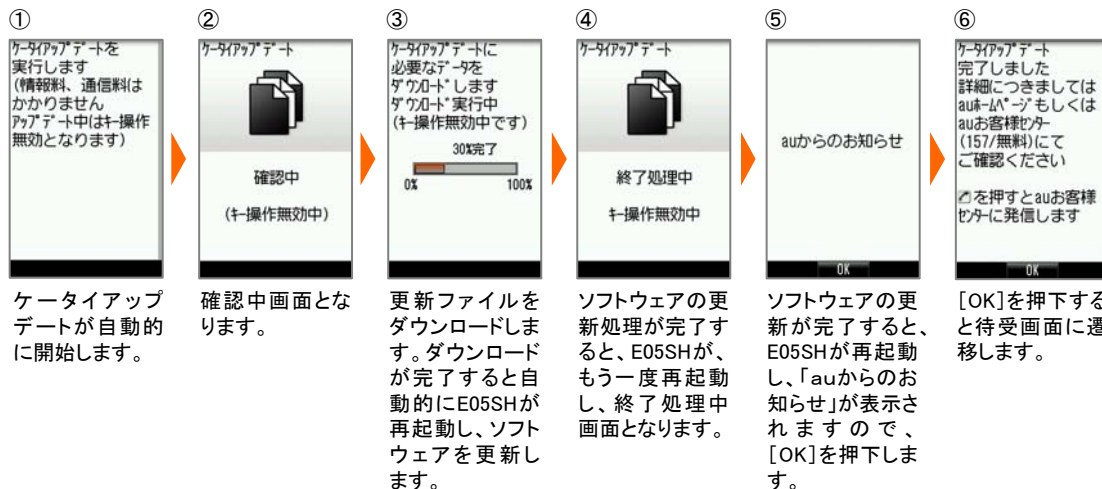 ①
ケータイアップデートを
実行します
(情報料、通信料は
かかりません
アップデート中はキー操作
無効となります)
ケータイアップ
デートが自動的
に開始します。
②
ケータイアップデート
確認中
(キー操作無効中)
確認中画面とな
ります。
③
ケータイアップデートに
必要なデータを
ダウンロードします
ダウンロード実行中
(キー操作無効中です)
30%完了
0% 100%
更新ファイルを
ダウンロードしま
す。ダウンロード
が完了すると自
動的にE05SHが
再起動し、ソフト
ウェアを更新し
ます。
④
ケータイアップデート
終了処理中
キー操作無効中
ソフトウェアの更
新処理が完了す
ると、E05SHが、
もう一度再起動
し、終了処理中
画面となります。
⑤
auからのお知らせ
OK
ソフトウェアの更
新が完了すると、
E05SHが再起動
し、「auからのお
知らせ」が表示さ
れますので、
[OK]を押下しま
す。
⑥
ケータイアップデート
完了しました
詳細につきましては
auホームページもしくは
auお客様センター
(157/無料)にて
ご確認ください
を押すとauお客様
センターに発信します
OK
[OK]を押下する
と待受画面に遷
移します。